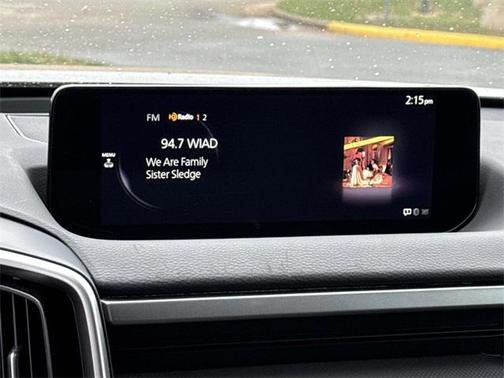 2:15pm
FM HD Radio 1 2
94.7 WIAD
MENU
We Are Family
Sister Sledge